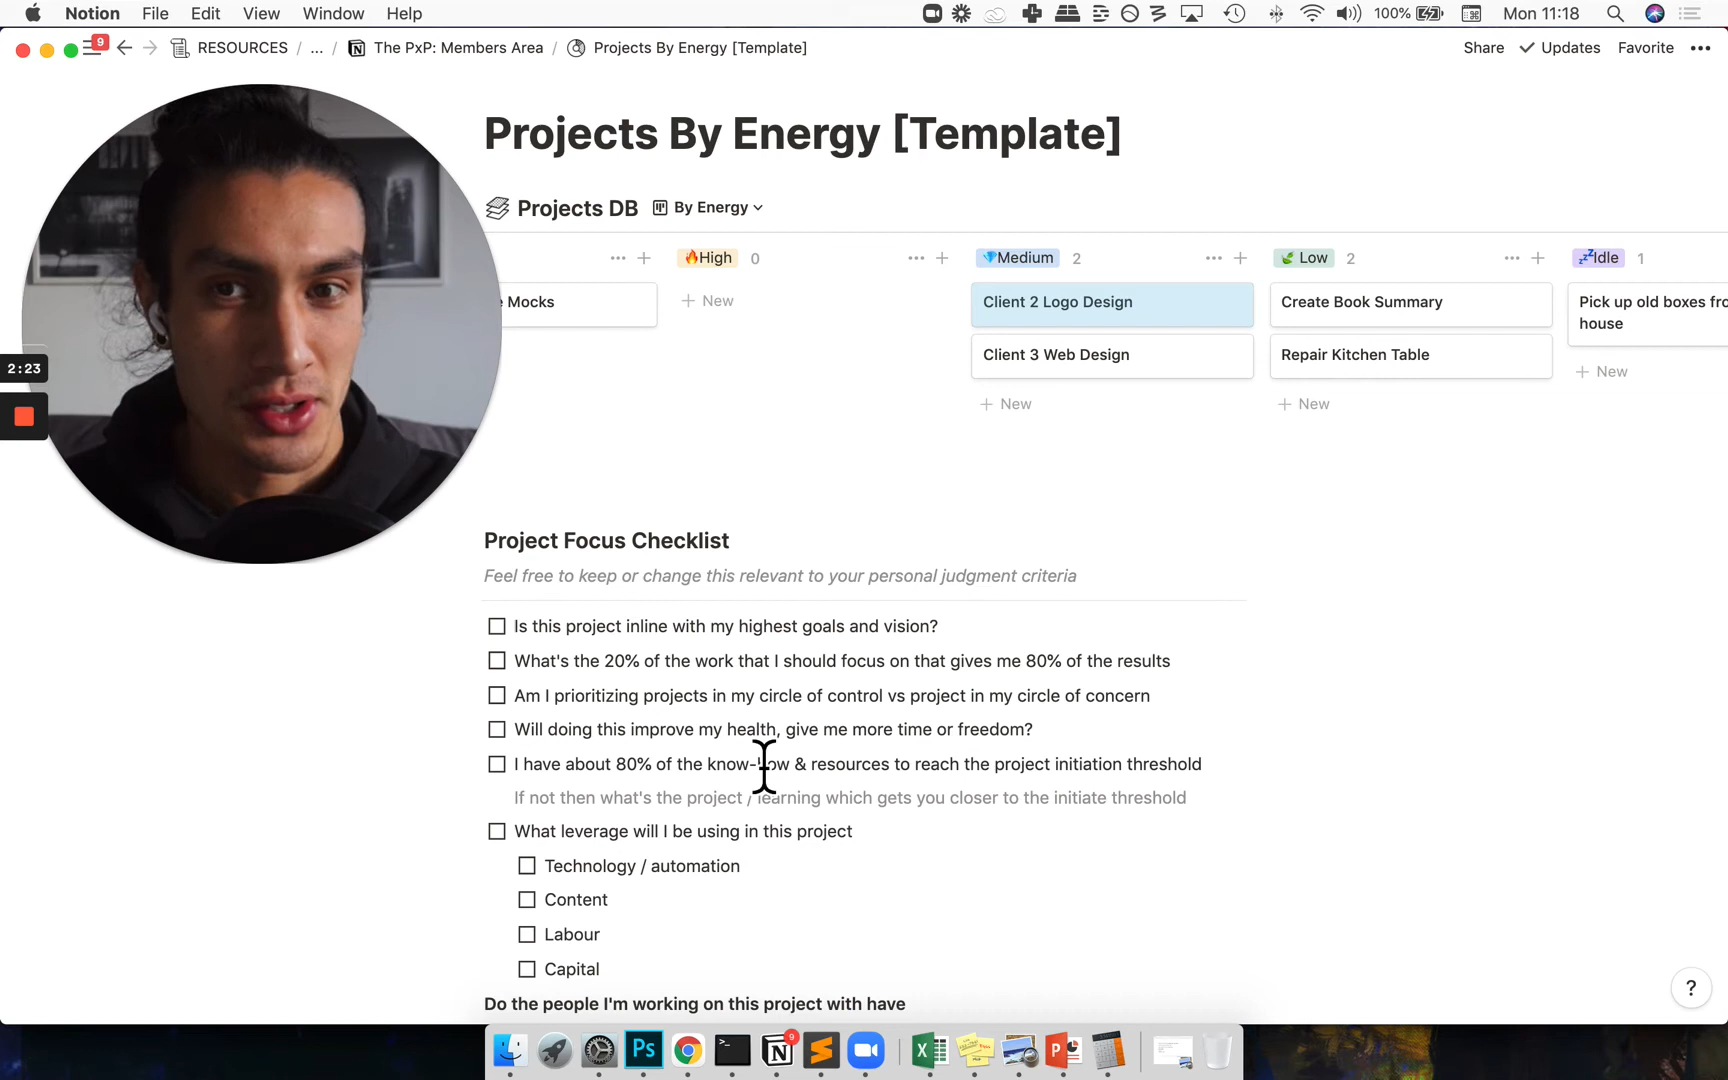 Notion File Edit View Window Help
100% Mon 11:18
9
RESOURCES / ... / The PxP: Members Area / Projects By Energy [Template]
Share Updates Favorite
Projects By Energy [Template]
Projects DB By Energy
High 0
Medium 2
Low 2
Idle 1
Mocks
New
Client 2 Logo Design
Client 3 Web Design
New
Create Book Summary
Repair Kitchen Table
New
Pick up old boxes
house
New
2:23
Project Focus Checklist
Feel free to keep or change this relevant to your personal judgment criteria
Is this project inline with my highest goals and vision?
What's the 20% of the work that I should focus on that gives me 80% of the results
Am I prioritizing projects in my circle of control vs project in my circle of concern
Will doing this improve my health, give me more time or freedom?
I have about 80% of the know-how & resources to reach the project initiation threshold
If not then what's the project / learning which gets you closer to the initiate threshold
What leverage will I be using in this project
Technology / automation
Content
Labour
Capital
Do the people I'm working on this project with have
?
Ps
9